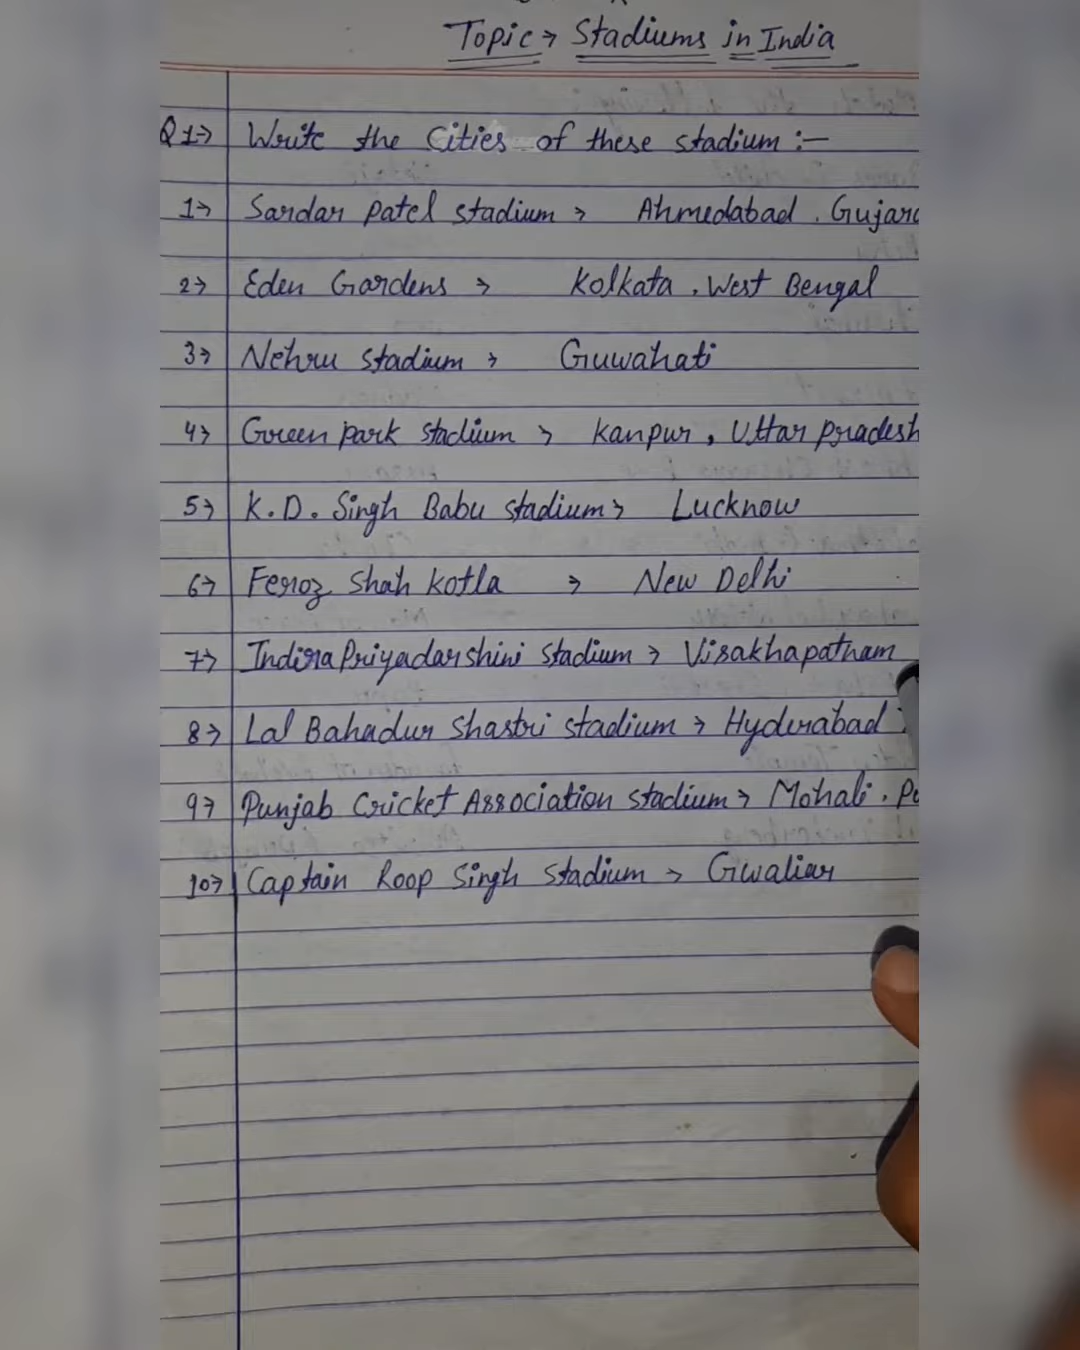 Topic → Stadiums in India
Q1→ Write the Cities of these stadium :-
1→ Sardar Patel stadium → Ahmedabad . Gujara
2→ Eden Gardens → Kolkata , West Bengal
3→ Nehru stadium → Guwahati
4→ Green park stadium → Kanpur , Uttar pradesh
5→ K.D. Singh Babu stadium → Lucknow
6→ Feroz Shah Kotla → New Delhi
7→ Indira Priyadarshini stadium → Visakhapatnam
8→ Lal Bahadur Shastri stadium → Hyderabad
9→ Punjab Cricket Association stadium → Mohali .
10→ Captain Roop Singh stadium → Gwaliar